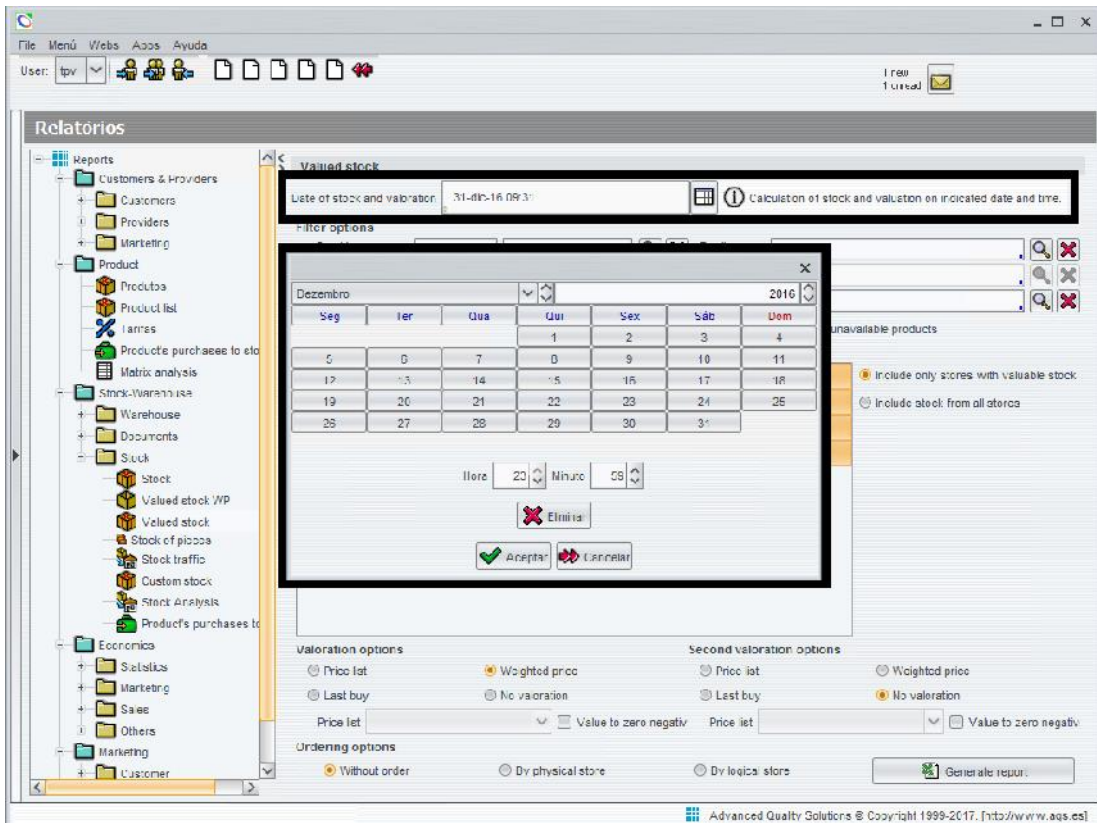 File Menú Webs Apps Ayuda
User: tpv
1 new
1 unread
Relatórios
Reports
Customers & Providers
Customers
Providers
Marketing
Product
Produtos
Product list
Tarifas
Product's purchases to sto
Matrix analysis
Stock-Warehouse
Warehouse
Documents
Stock
Stock
Valued stock WP
Valued stock
Stock of pieces
Stock traffic
Custom stock
Stock Analysis
Product's purchases to
Economics
Statistics
Marketing
Sales
Others
Marketing
Customer
Valued stock
Date of stock and valoration 31-dic-16 09:31 Calculation of stock and valuation on indicated date and time.
Filter options
Dezembro 2016
Seg Ter Qua Qui Sex Sáb Dom
1 2 3 4
5 6 7 8 9 10 11
12 13 14 15 16 17 18
19 20 21 22 23 24 25
26 27 28 29 30 31
Hora 23 Minuto 59
Eliminar
Aceptar Cancelar
unavailable products
Include only stores with valuable stock
Include stock from all stores
Valoration options Second valoration options
Price list Weighted price Price list Weighted price
Last buy No valoration Last buy No valoration
Price list Value to zero negativ Price list Value to zero negativ
Ordering options
Without order By physical store By logical store Generate report
Advanced Quality Solutions © Copyright 1999-2017. [http://www.aqs.es]